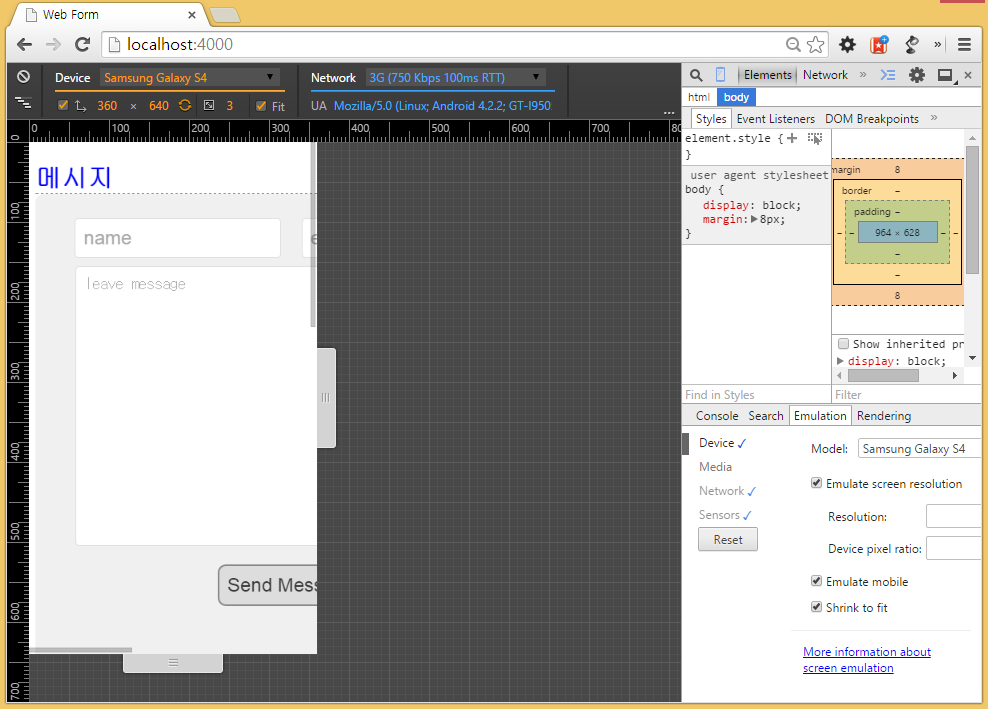 Web Form
localhost:4000
Device Samsung Galaxy S4 Network 3G (750 Kbps 100ms RTT)
360 × 640 3 Fit UA Mozilla/5.0 (Linux; Android 4.2.2; GT-I950
...
Elements Network » ×
html body
Styles Event Listeners DOM Breakpoints »
element.style {
}
user agent stylesheet
body {
display: block;
margin: 8px;
}
margin 8
border –
padding –
– – 964 × 628 – –
–
–
8
Show inherited pr
display: block;
Find in Styles Filter
0 100 200 300 400 500 600 700 80
0
100
200
300
400
500
600
700
메시지
name e
leave message
Send Mess
Console Search Emulation Rendering
Device ✓
Media
Network ✓
Sensors ✓
Reset
Model: Samsung Galaxy S4
Emulate screen resolution
Resolution:
Device pixel ratio:
Emulate mobile
Shrink to fit
More information about
screen emulation